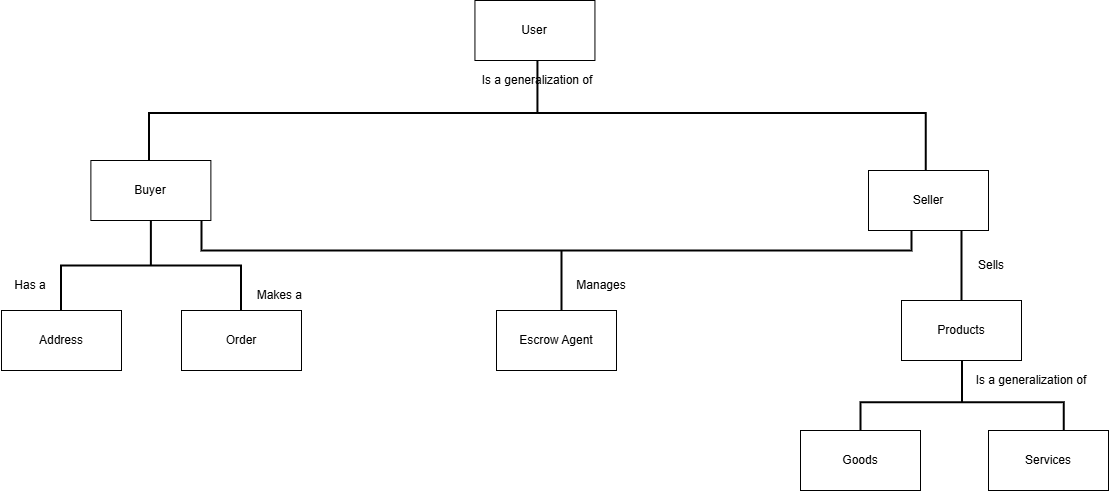 User
Is a generalization of
Buyer
Seller
Has a
Makes a
Manages
Sells
Address
Order
Escrow Agent
Products
Is a generalization of
Goods
Services